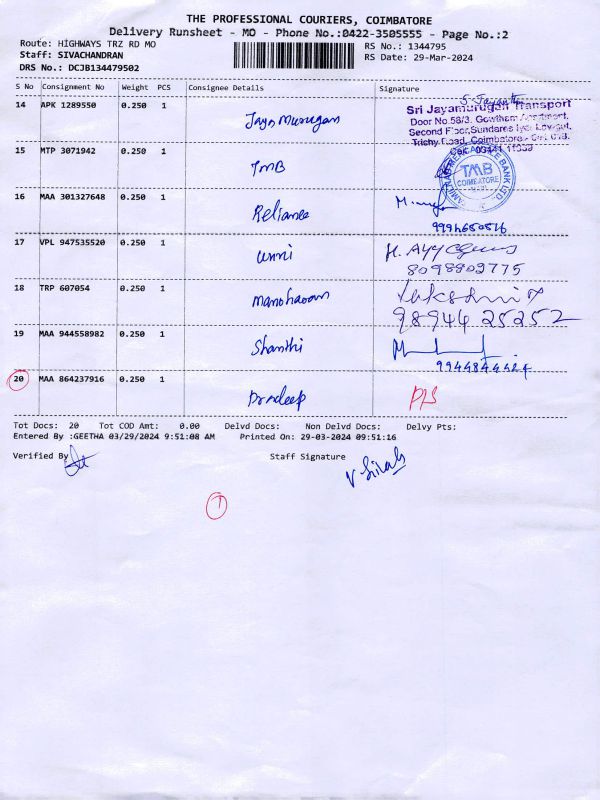 THE PROFESSIONAL COURIERS, COIMBATORE
Delivery Runsheet - MO - Phone No.:0422-3505555 - Page No.:2
Route: HIGHWAYS TRZ RD MO
RS No.: 1344795
Staff: SIVACHANDRAN
RS Date: 29-Mar-2024
DRS No.: DCJB134479502
S No Consignment No Weight PCS Consignee Details Signature
14 APK 1289550 0.250 1 Jaya Murugan
Sri Jayamurugan Transport
Door No.58/3, Gowtham Apartment,
Second Floor, Sundares Iyer Lay-out,
Trichy Road, Coimbatore - 641 018.
15 MTP 3071942 0.250 1 TMB
TMB
COIMBATORE
16 MAA 301327648 0.250 1 Reliance
9994650516
17 VPL 947535520 0.250 1 unni
8098802775
18 TRP 607054 0.250 1 Manoharan
98944 25252
19 MAA 944558982 0.250 1 Shanthi
20 MAA 864237916 0.250 1 Pradeep
Tot Docs: 20 Tot COD Amt: 0.00 Delvd Docs: Non Delvd Docs: Delvy Pts:
Entered By :GEETHA 03/29/2024 9:51:08 AM Printed On: 29-03-2024 09:51:16
Verified By Staff Signature